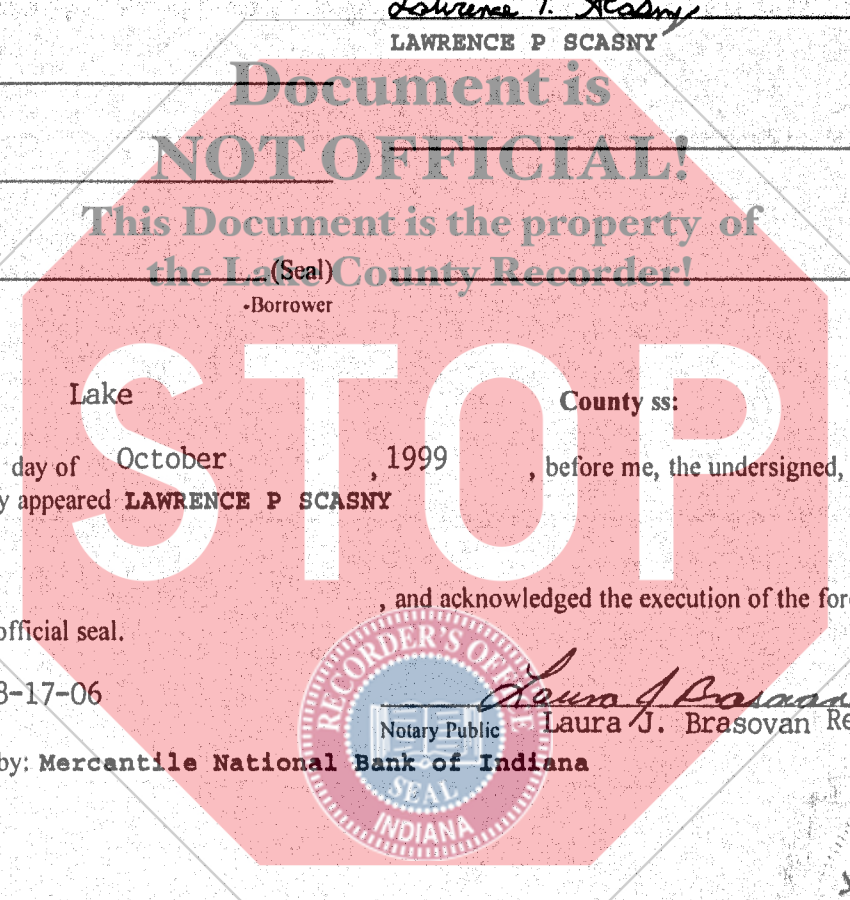 Lawrence P. Scasny
LAWRENCE P SCASNY
Document is
NOT OFFICIAL!
This Document is the property of
the Lake County Recorder!
(Seal)
-Borrower
STOP
Lake County ss:
day of October , 1999 , before me, the undersigned,
y appeared LAWRENCE P SCASNY
, and acknowledged the execution of the for
official seal.
RECORDER'S OFFICE
SEAL
INDIANA
8-17-06
Laura J Brasovan
Notary Public Laura J. Brasovan Re
by: Mercantile National Bank of Indiana